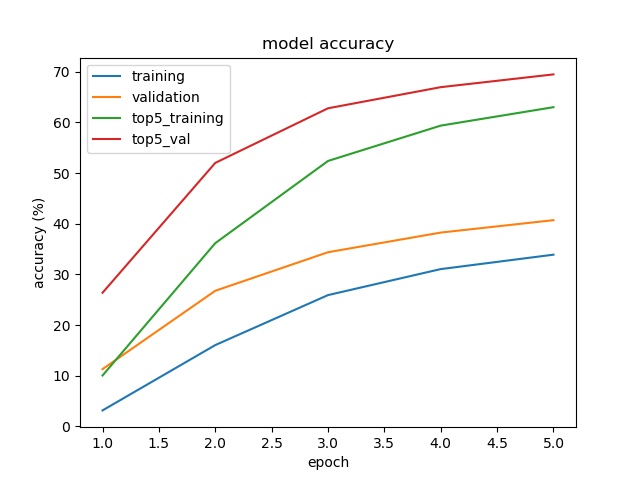 model accuracy
training
validation
top5_training
top5_val
accuracy (%)
70
60
50
40
30
20
10
0
1.0 1.5 2.0 2.5 3.0 3.5 4.0 4.5 5.0
epoch